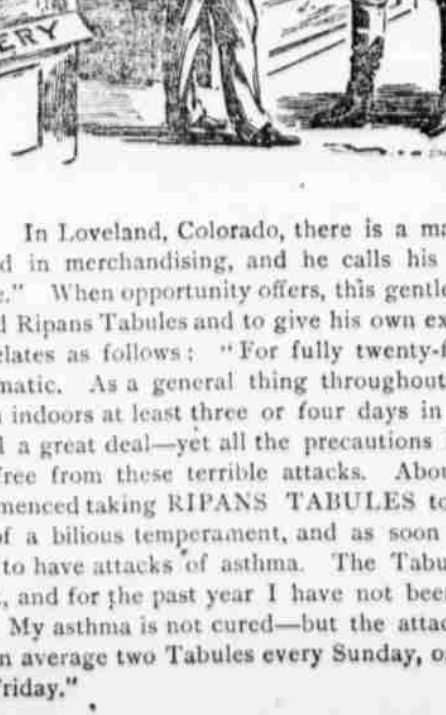 ERY
In Loveland, Colorado, there is a ma
d in merchandising, and he calls his
e." When opportunity offers, this gentle
d Ripans Tabules and to give his own ex
elates as follows: "For fully twenty-f
matic. As a general thing throughout
n indoors at least three or four days in
d a great deal—yet all the precautions
free from these terrible attacks. Abou
menced taking RIPANS TABULES to
of a bilious temperament, and as soon
to have attacks of asthma. The Tabu
, and for the past year I have not been
My asthma is not cured—but the attac
n average two Tabules every Sunday, o
Friday."